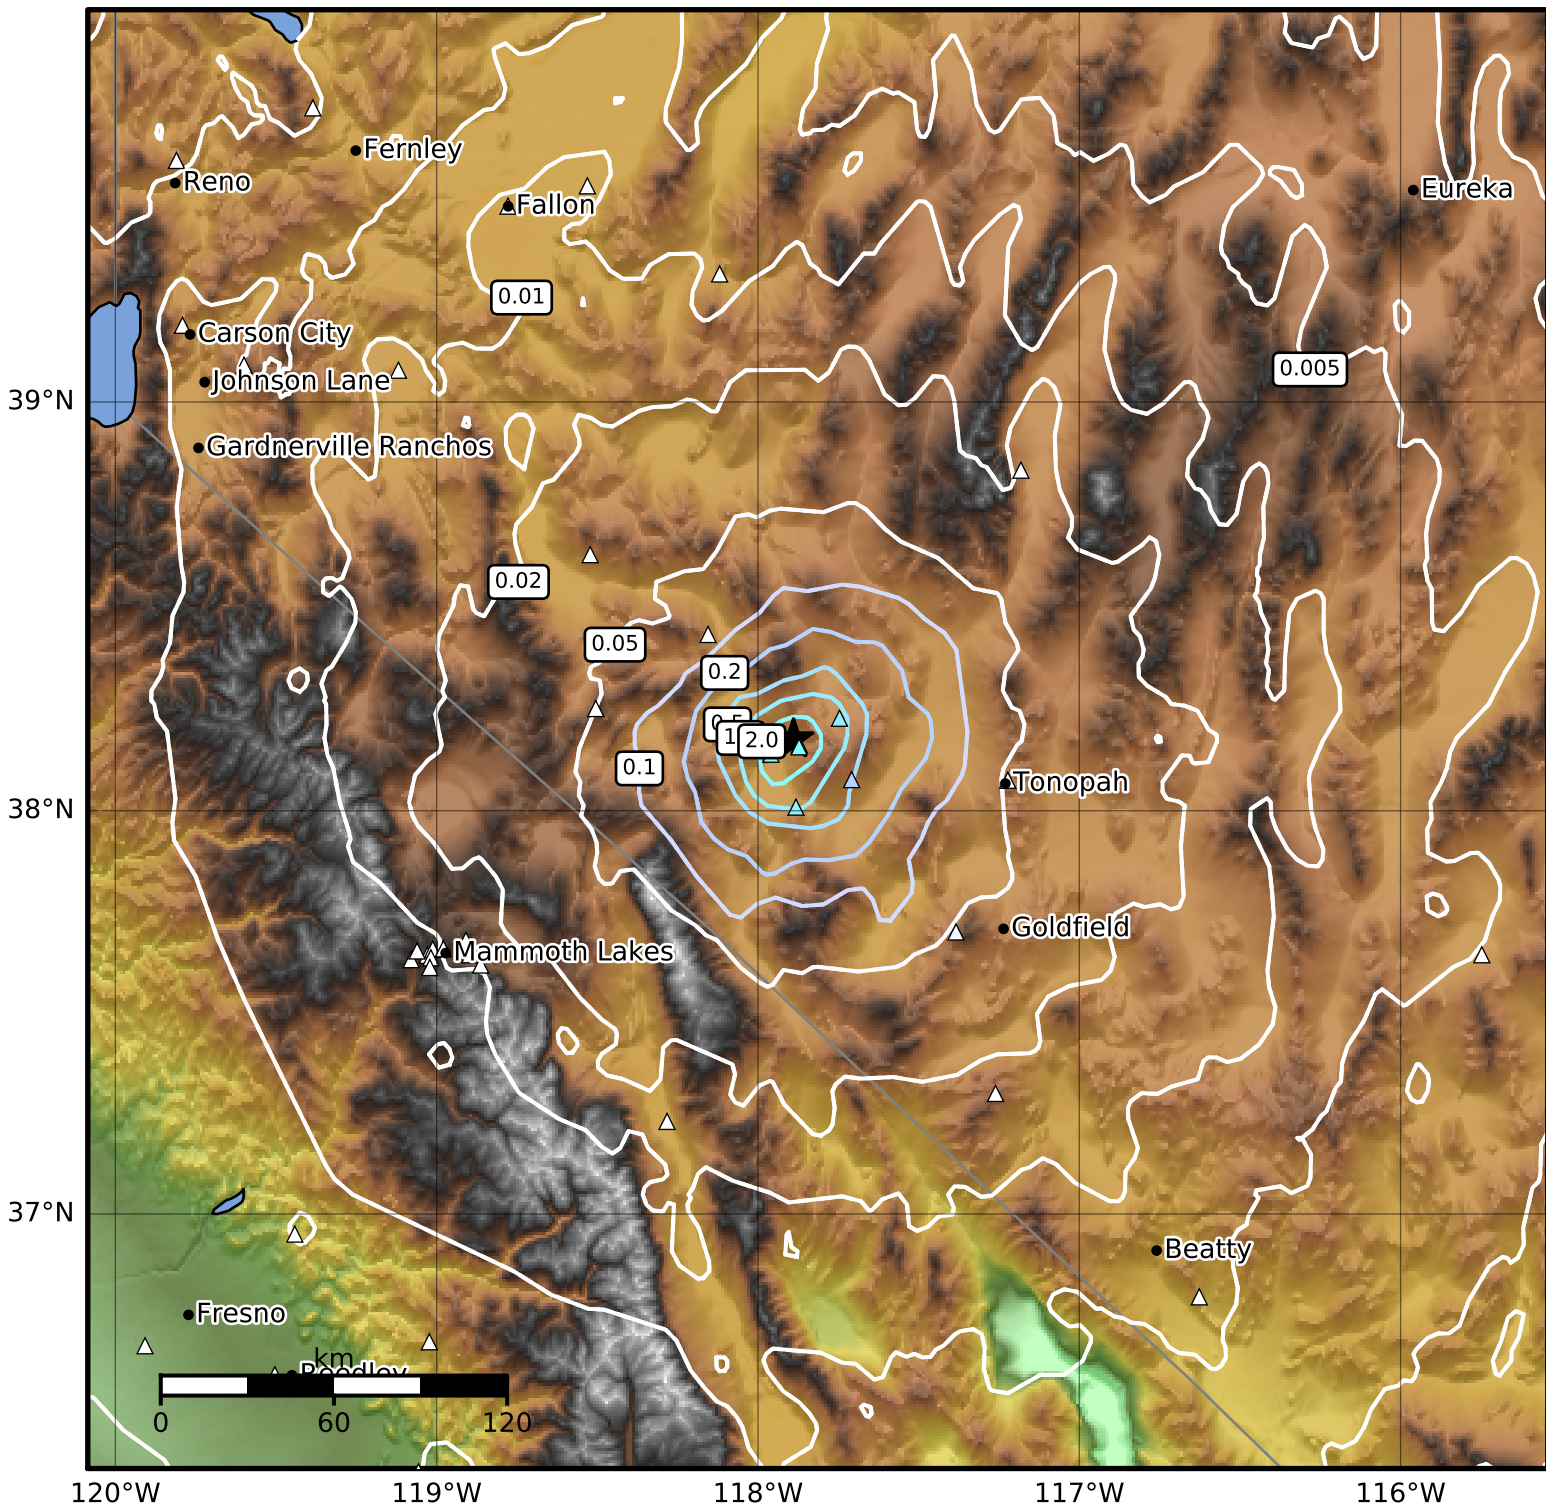 Fernley
Reno
Eureka
Fallon
0.01
Carson City
0.005
Johnson Lane
39°N
Gardnerville Ranchos
0.02
0.05
0.2
2.0
0.1
Tonopah
38°N
Goldfield
Mammoth Lakes
37°N
Beatty
Fresno
km
Reedley
0 60 120
120°W 119°W 118°W 117°W 116°W